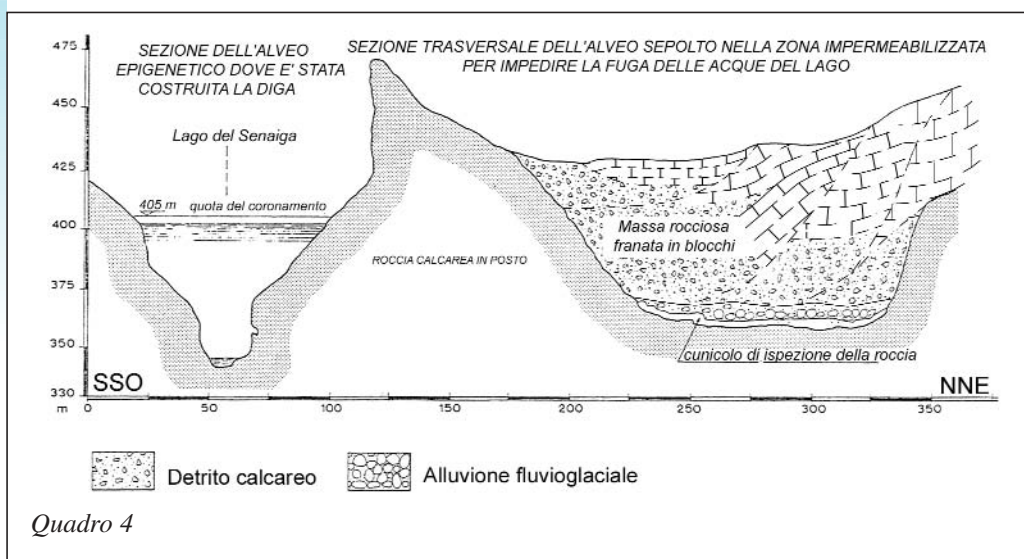 475
450
425
400
375
350
330
m
SEZIONE DELL'ALVEO
EPIGENETICO DOVE E' STATA
COSTRUITA LA DIGA
SEZIONE TRASVERSALE DELL'ALVEO SEPOLTO NELLA ZONA IMPERMEABILIZZATA
PER IMPEDIRE LA FUGA DELLE ACQUE DEL LAGO
Lago del Senaiga
405 m quota del coronamento
ROCCIA CALCAREA IN POSTO
Massa rocciosa
franata in blocchi
cunicolo di ispezione della roccia
SSO
NNE
0 50 100 150 200 250 300 350
Detrito calcareo
Alluvione fluvioglaciale
Quadro 4